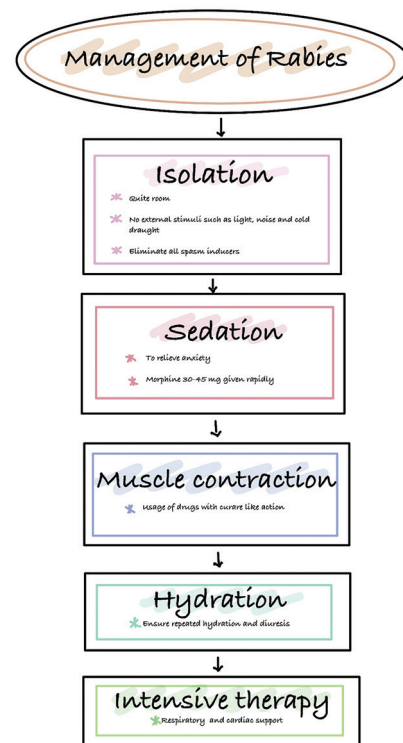 Management of Rabies
Isolation
Quite room
No external stimuli such as light, noise and cold
draught
Eliminate all spasm inducers
Sedation
To relieve anxiety
Morphine 30-45 mg given rapidly
Muscle contraction
Usage of drugs with curare like action
Hydration
Ensure repeated hydration and diuresis
Intensive therapy
Respiratory and cardiac support